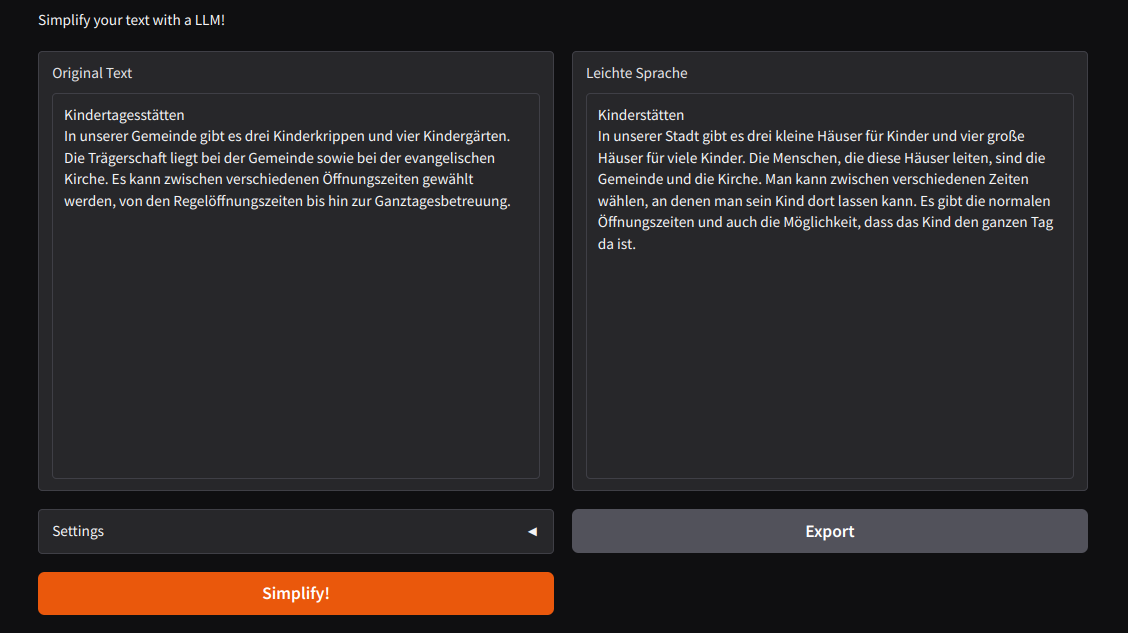 Simplify your text with a LLM!
Original Text
Kindertagesstätten
In unserer Gemeinde gibt es drei Kinderkrippen und vier Kindergärten.
Die Trägerschaft liegt bei der Gemeinde sowie bei der evangelischen
Kirche. Es kann zwischen verschiedenen Öffnungszeiten gewählt
werden, von den Regelöffnungszeiten bis hin zur Ganztagesbetreuung.
Leichte Sprache
Kinderstätten
In unserer Stadt gibt es drei kleine Häuser für Kinder und vier große
Häuser für viele Kinder. Die Menschen, die diese Häuser leiten, sind die
Gemeinde und die Kirche. Man kann zwischen verschiedenen Zeiten
wählen, an denen man sein Kind dort lassen kann. Es gibt die normalen
Öffnungszeiten und auch die Möglichkeit, dass das Kind den ganzen Tag
da ist.
Settings
Export
Simplify!